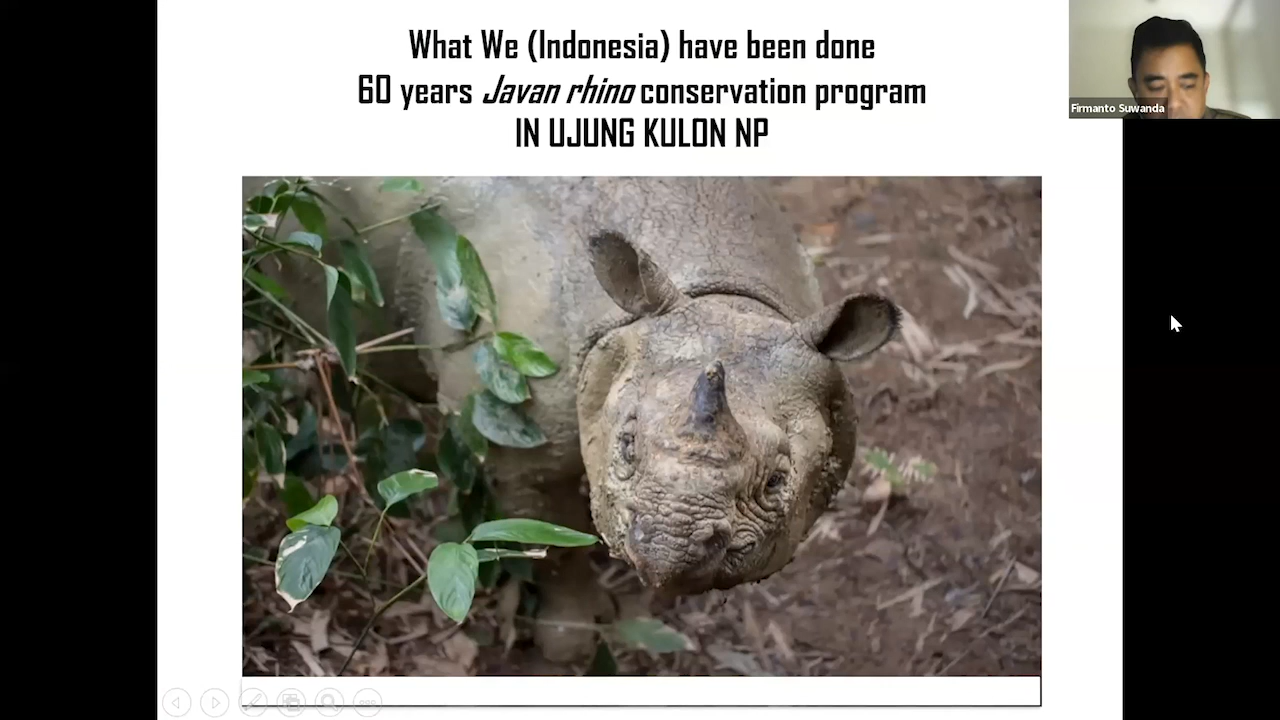 What We (Indonesia) have been done
60 years Javan rhino conservation program
IN UJUNG KULON NP
Firmanto Suwanda